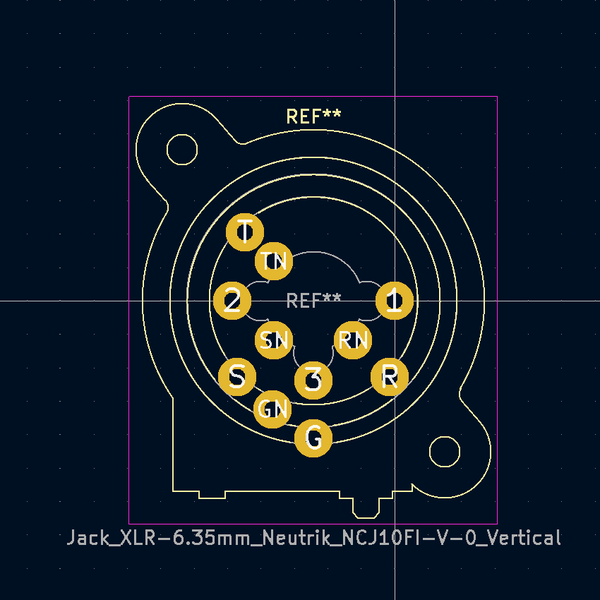 REF**
T
TN
2
REF**
1
SN
RN
S
3
R
GN
G
Jack_XLR-6.35mm_Neutrik_NCJ10FI-V-0_Vertical